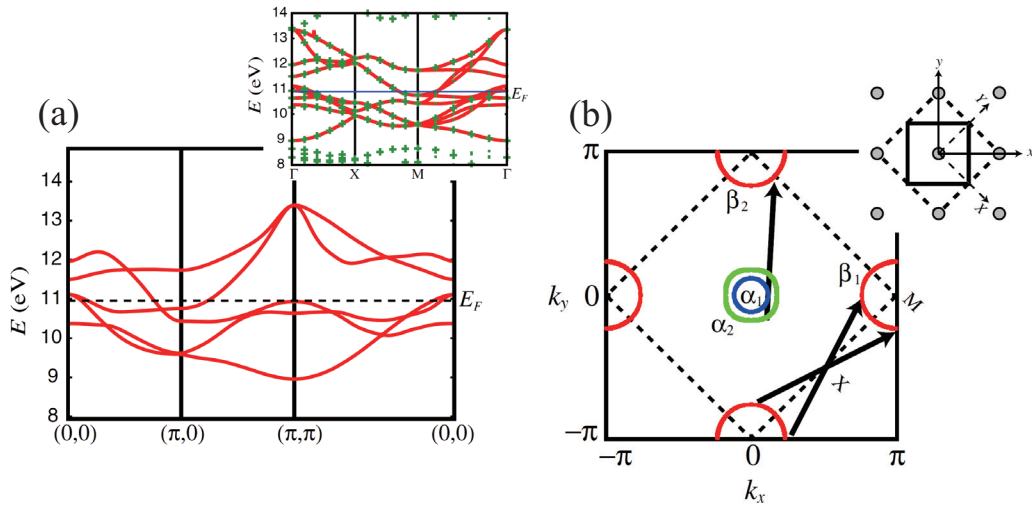 (a)
E (eV)
13
12
11
10
9
8
E_F
Γ X M Γ
E (eV)
14
13
12
11
10
9
8
E_F
(0,0) (π,0) (π,π) (0,0)
(b)
y
Y
x
X
π
β₂
β₁
k_y 0
α₁
α₂
M
X
-π
-π 0 π
k_x